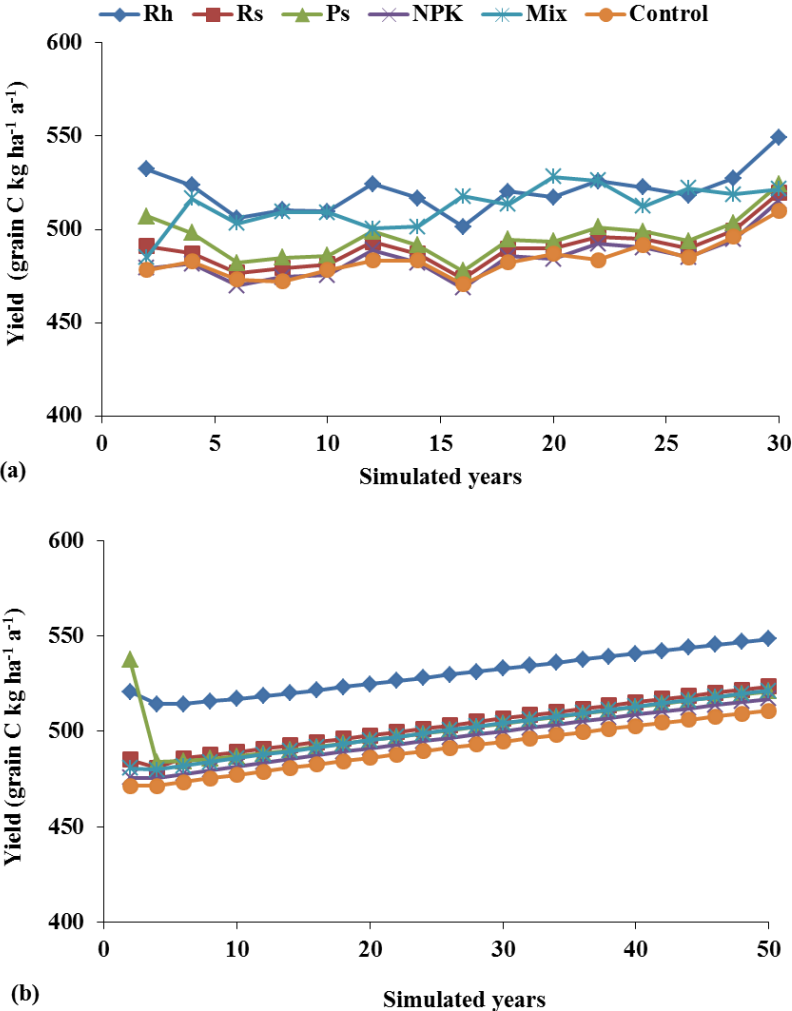 Rh Rs Ps NPK Mix Control
600
550
500
450
400
Yield (grain C kg ha⁻¹ a⁻¹)
0 5 10 15 20 25 30
Simulated years
(a)
600
550
500
450
400
Yield (grain C kg ha⁻¹ a⁻¹)
0 10 20 30 40 50
Simulated years
(b)